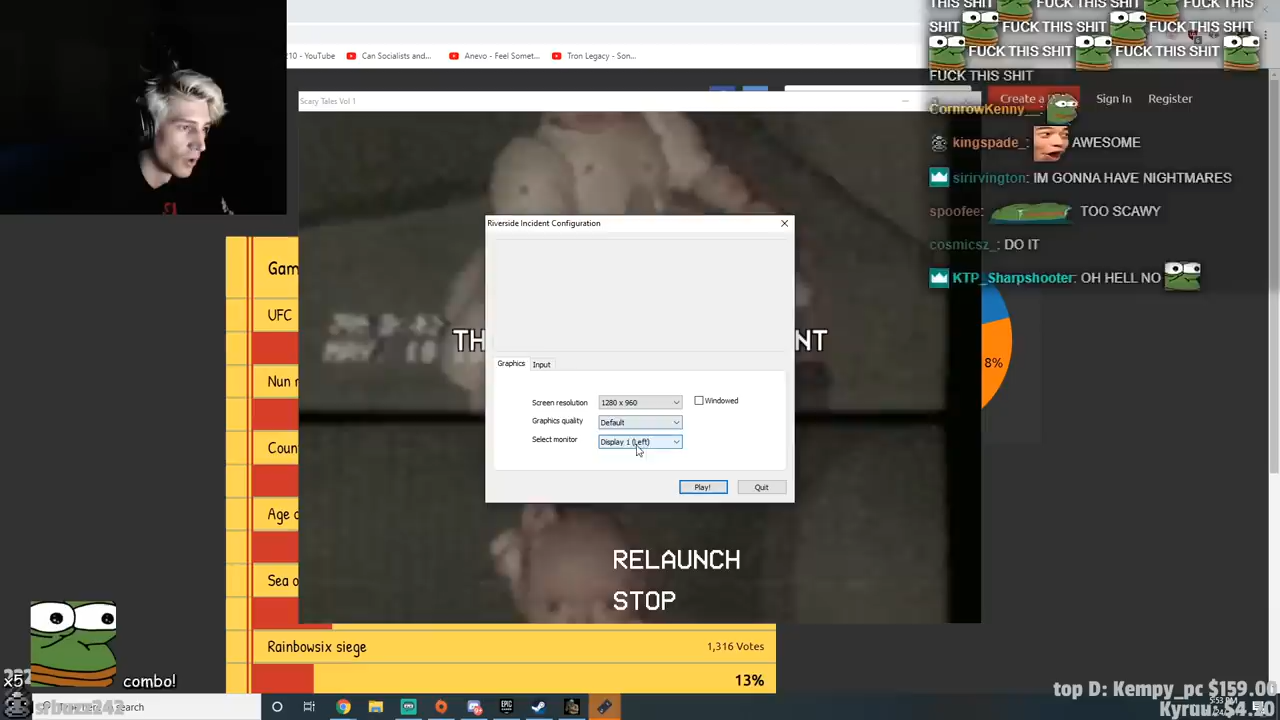 THIS SHIT FUCK THIS SHIT FUCK THIS
FUCK THIS SHIT FUCK THIS SHIT
FUCK THIS SHIT FUCK THIS SHIT
FUCK THIS SHIT
10 - YouTube
Can Socialists and...
Anevo - Feel Somet...
Tron Legacy - Son...
Create a
Sign In
Register
Scary Tales Vol 1
CornrowKenny__:
kingspade_: AWESOME
sirirvington: IM GONNA HAVE NIGHTMARES
spoofee: TOO SCAWY
cosmicsz_: DO IT
KTP_Sharpshooter: OH HELL NO
Riverside Incident Configuration
Gam
UFC
TH
NT
8%
Graphics
Input
Nun
Screen resolution
1280 x 960
Windowed
Graphics quality
Default
Select monitor
Display 1 (Left)
Coun
Play!
Quit
Age
RELAUNCH
Sea
STOP
Rainbowsix siege
1,316 Votes
combo!
13%
top D: Kempy_pc $159.00